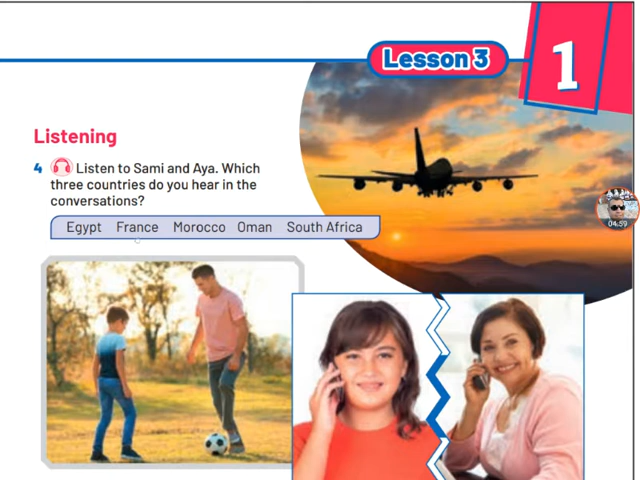 Lesson 3
1
Listening
4 Listen to Sami and Aya. Which
three countries do you hear in the
conversations?
Egypt France Morocco Oman South Africa
04:59